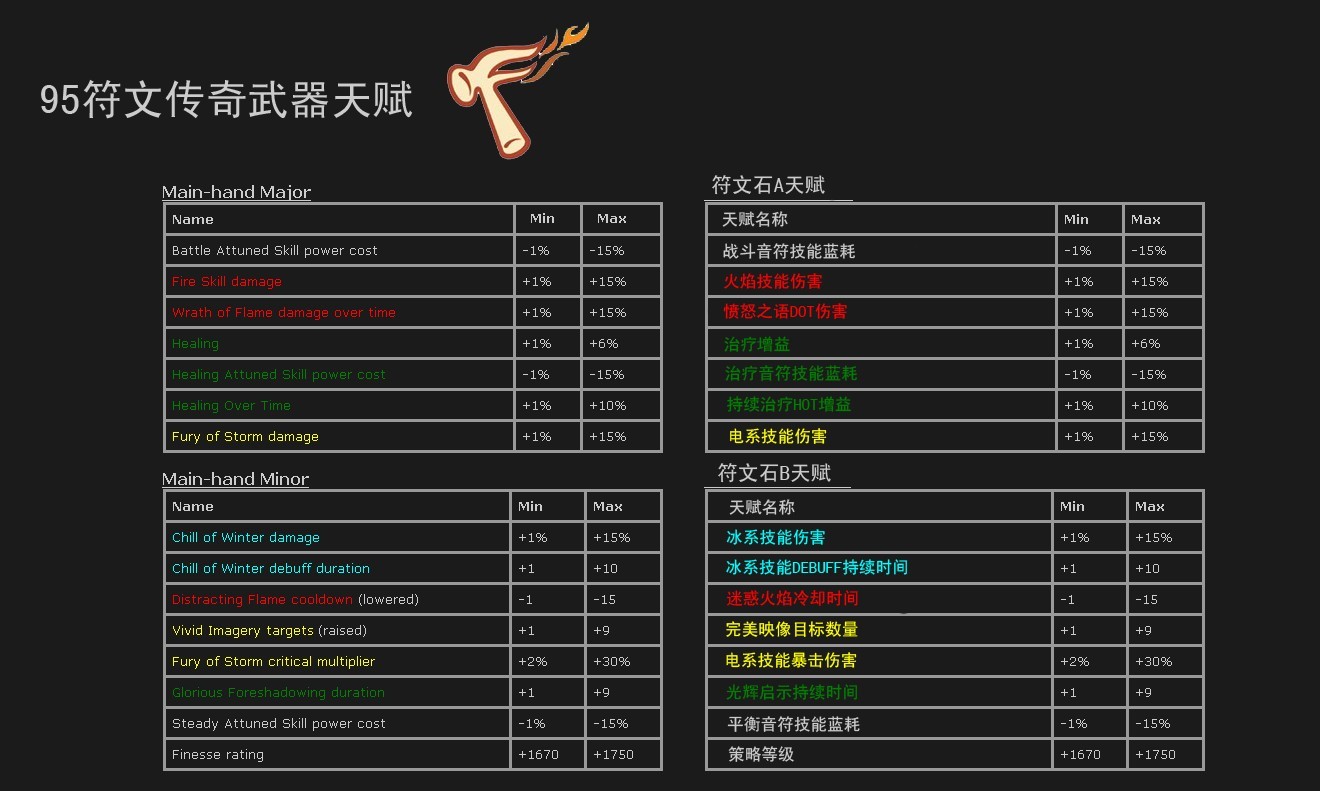 95符文传奇武器天赋
Main-hand Major
Name Min Max
Battle Attuned Skill power cost -1% -15%
Fire Skill damage +1% +15%
Wrath of Flame damage over time +1% +15%
Healing +1% +6%
Healing Attuned Skill power cost -1% -15%
Healing Over Time +1% +10%
Fury of Storm damage +1% +15%
符文石A天赋
天赋名称 Min Max
战斗音符技能蓝耗 -1% -15%
火焰技能伤害 +1% +15%
愤怒之语DOT伤害 +1% +15%
治疗增益 +1% +6%
治疗音符技能蓝耗 -1% -15%
持续治疗HOT增益 +1% +10%
电系技能伤害 +1% +15%
Main-hand Minor
Name Min Max
Chill of Winter damage +1% +15%
Chill of Winter debuff duration +1 +10
Distracting Flame cooldown (lowered) -1 -15
Vivid Imagery targets (raised) +1 +9
Fury of Storm critical multiplier +2% +30%
Glorious Foreshadowing duration +1 +9
Steady Attuned Skill power cost -1% -15%
Finesse rating +1670 +1750
符文石B天赋
天赋名称 Min Max
冰系技能伤害 +1% +15%
冰系技能DEBUFF持续时间 +1 +10
迷惑火焰冷却时间 -1 -15
完美映像目标数量 +1 +9
电系技能暴击伤害 +2% +30%
光辉启示持续时间 +1 +9
平衡音符技能蓝耗 -1% -15%
策略等级 +1670 +1750